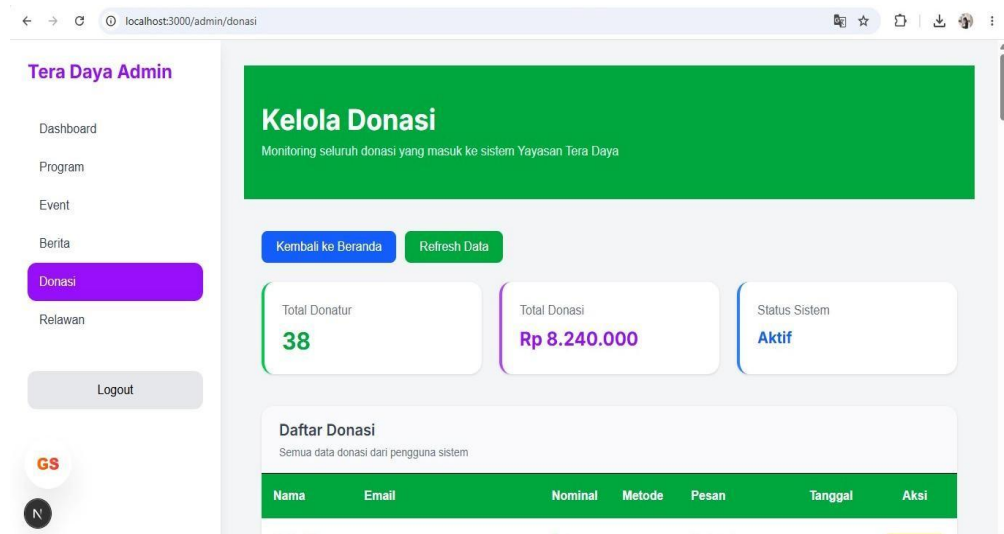 localhost:3000/admin/donasi
Tera Daya Admin
Dashboard
Program
Event
Berita
Donasi
Relawan
Logout
GS
N
Kelola Donasi
Monitoring seluruh donasi yang masuk ke sistem Yayasan Tera Daya
Kembali ke Beranda Refresh Data
Total Donatur
38
Total Donasi
Rp 8.240.000
Status Sistem
Aktif
Daftar Donasi
Semua data donasi dari pengguna sistem
Nama Email Nominal Metode Pesan Tanggal Aksi